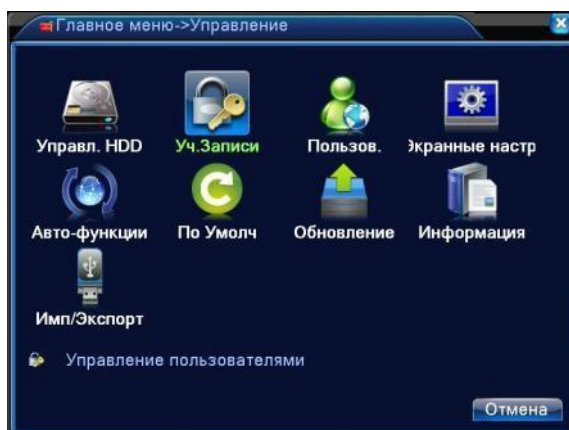 Главное меню->Управление
Управл. HDD Уч.Записи Пользов. Экранные настр
Авто-функции По Умолч Обновление Информация
Имп/Экспорт
Управление пользователями
Отмена